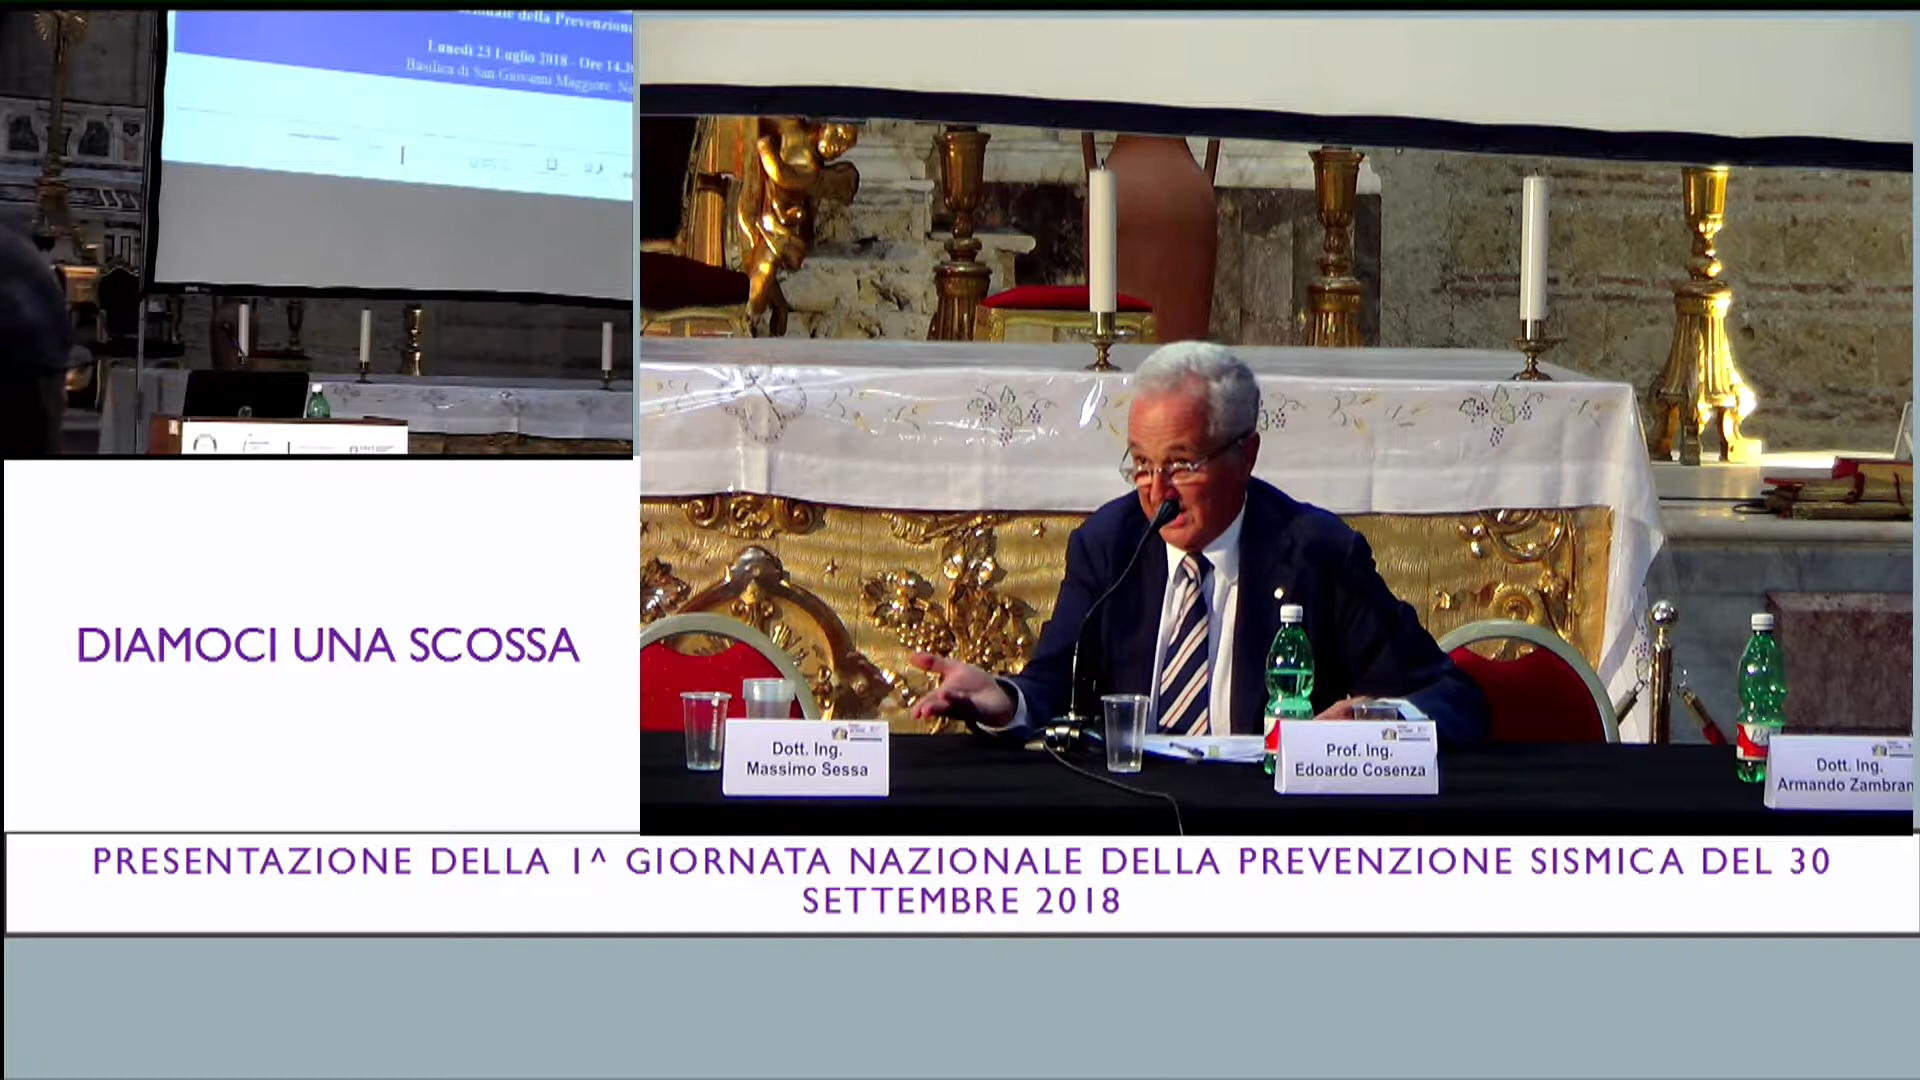 della Prevenzione
Lunedì 23 Luglio 2018 - Ore 14.3
Basilica di San Giovanni Maggiore. Na
DIAMOCI UNA SCOSSA
Dott. Ing.
Massimo Sessa
Prof. Ing.
Edoardo Cosenza
Dott. Ing.
Armando Zambran
PRESENTAZIONE DELLA 1^ GIORNATA NAZIONALE DELLA PREVENZIONE SISMICA DEL 30
SETTEMBRE 2018